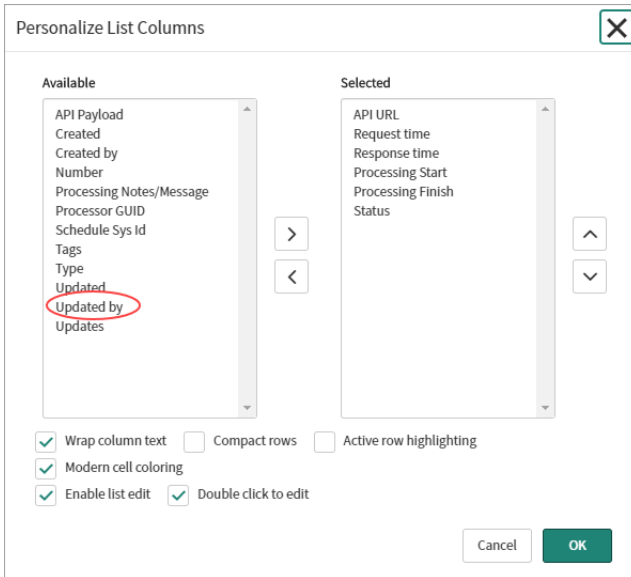 Personalize List Columns
Available
API Payload
Created
Created by
Number
Processing Notes/Message
Processor GUID
Schedule Sys Id
Tags
Type
Updated
Updated by
Updates
Selected
API URL
Request time
Response time
Processing Start
Processing Finish
Status
Wrap column text Compact rows Active row highlighting
Modern cell coloring
Enable list edit Double click to edit
Cancel OK